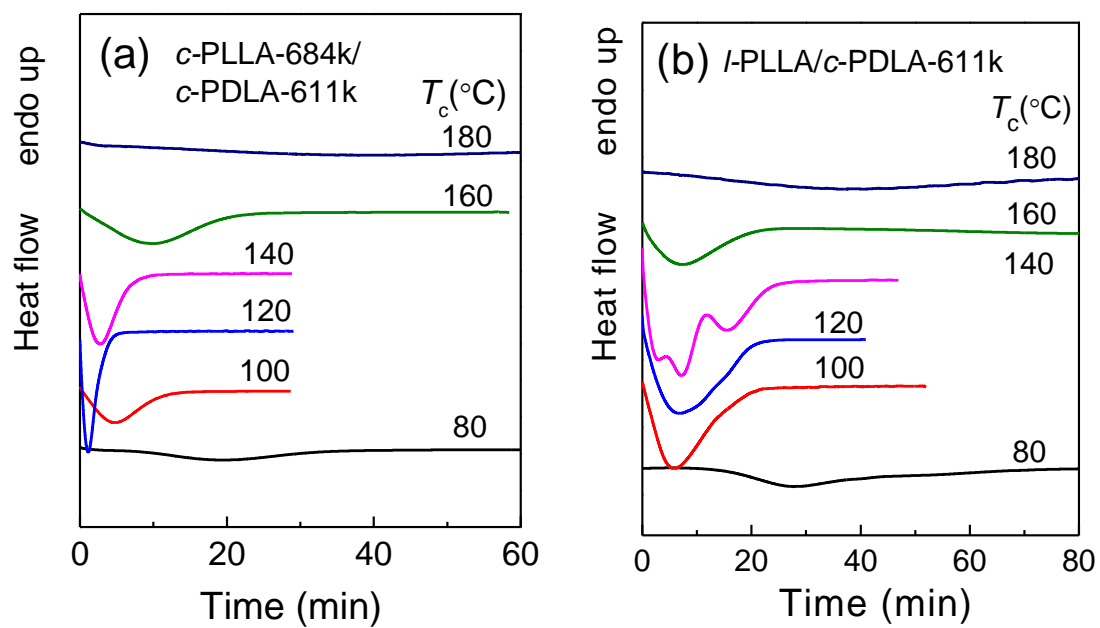 (a) c-PLLA-684k/
c-PDLA-611k
T_c(°C)
180
160
140
120
100
80
0 20 40 60
Time (min)
Heat flow endo up
(b) l-PLLA/c-PDLA-611k
T_c(°C)
180
160
140
120
100
80
0 20 40 60 80
Time (min)
Heat flow endo up